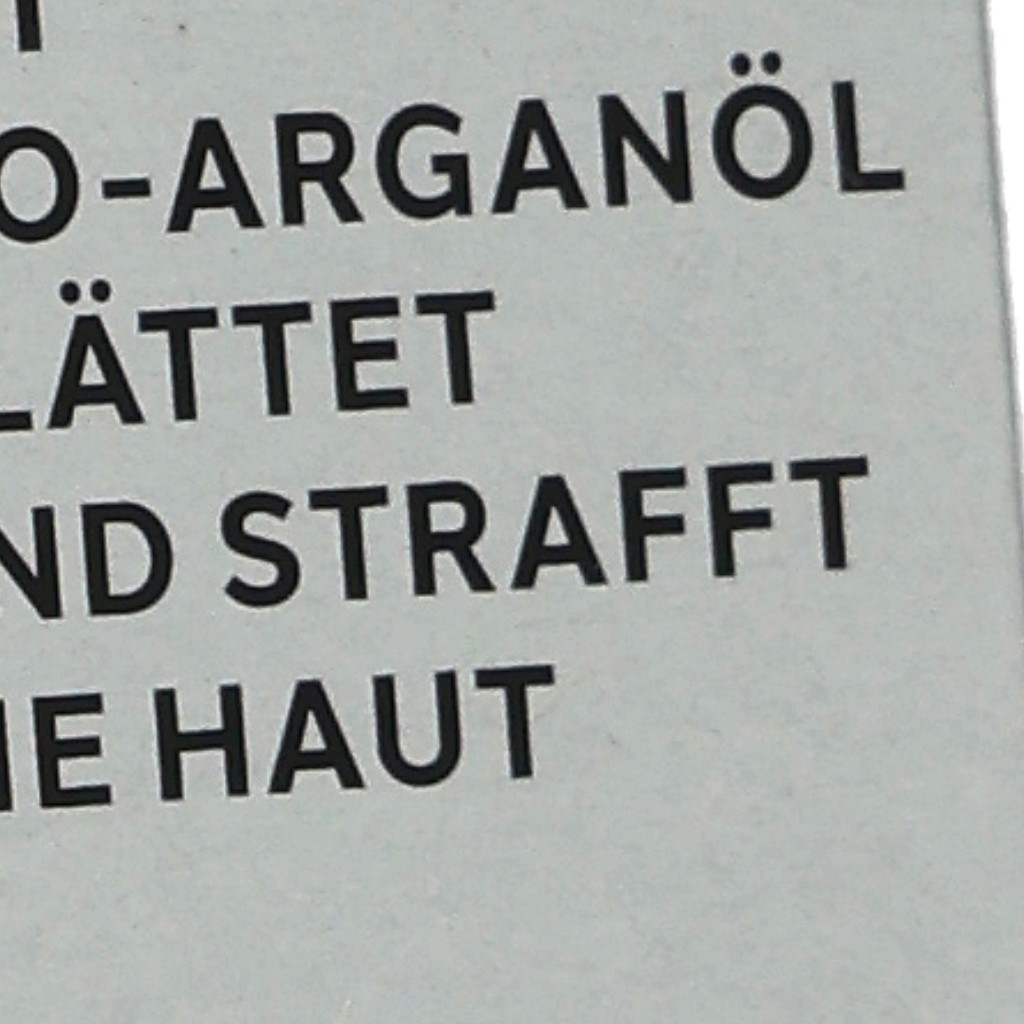 T
O-ARGANÖL
LÄTTET
ND STRAFFT
IE HAUT